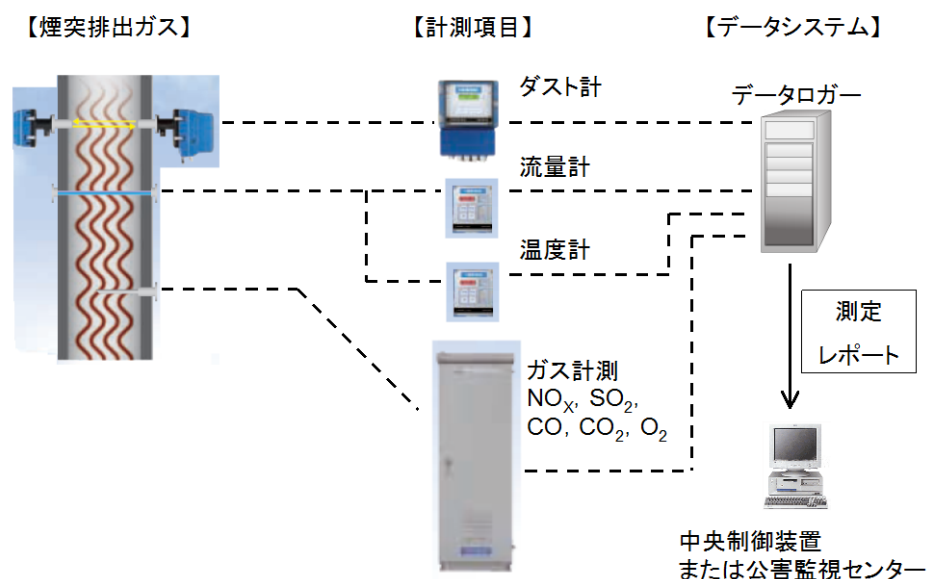 【煙突排出ガス】
【計測項目】
【データシステム】
ダスト計
データロガー
流量計
温度計
測定
レポート
ガス計測
NOX, SO2,
CO, CO2, O2
中央制御装置
または公害監視センター